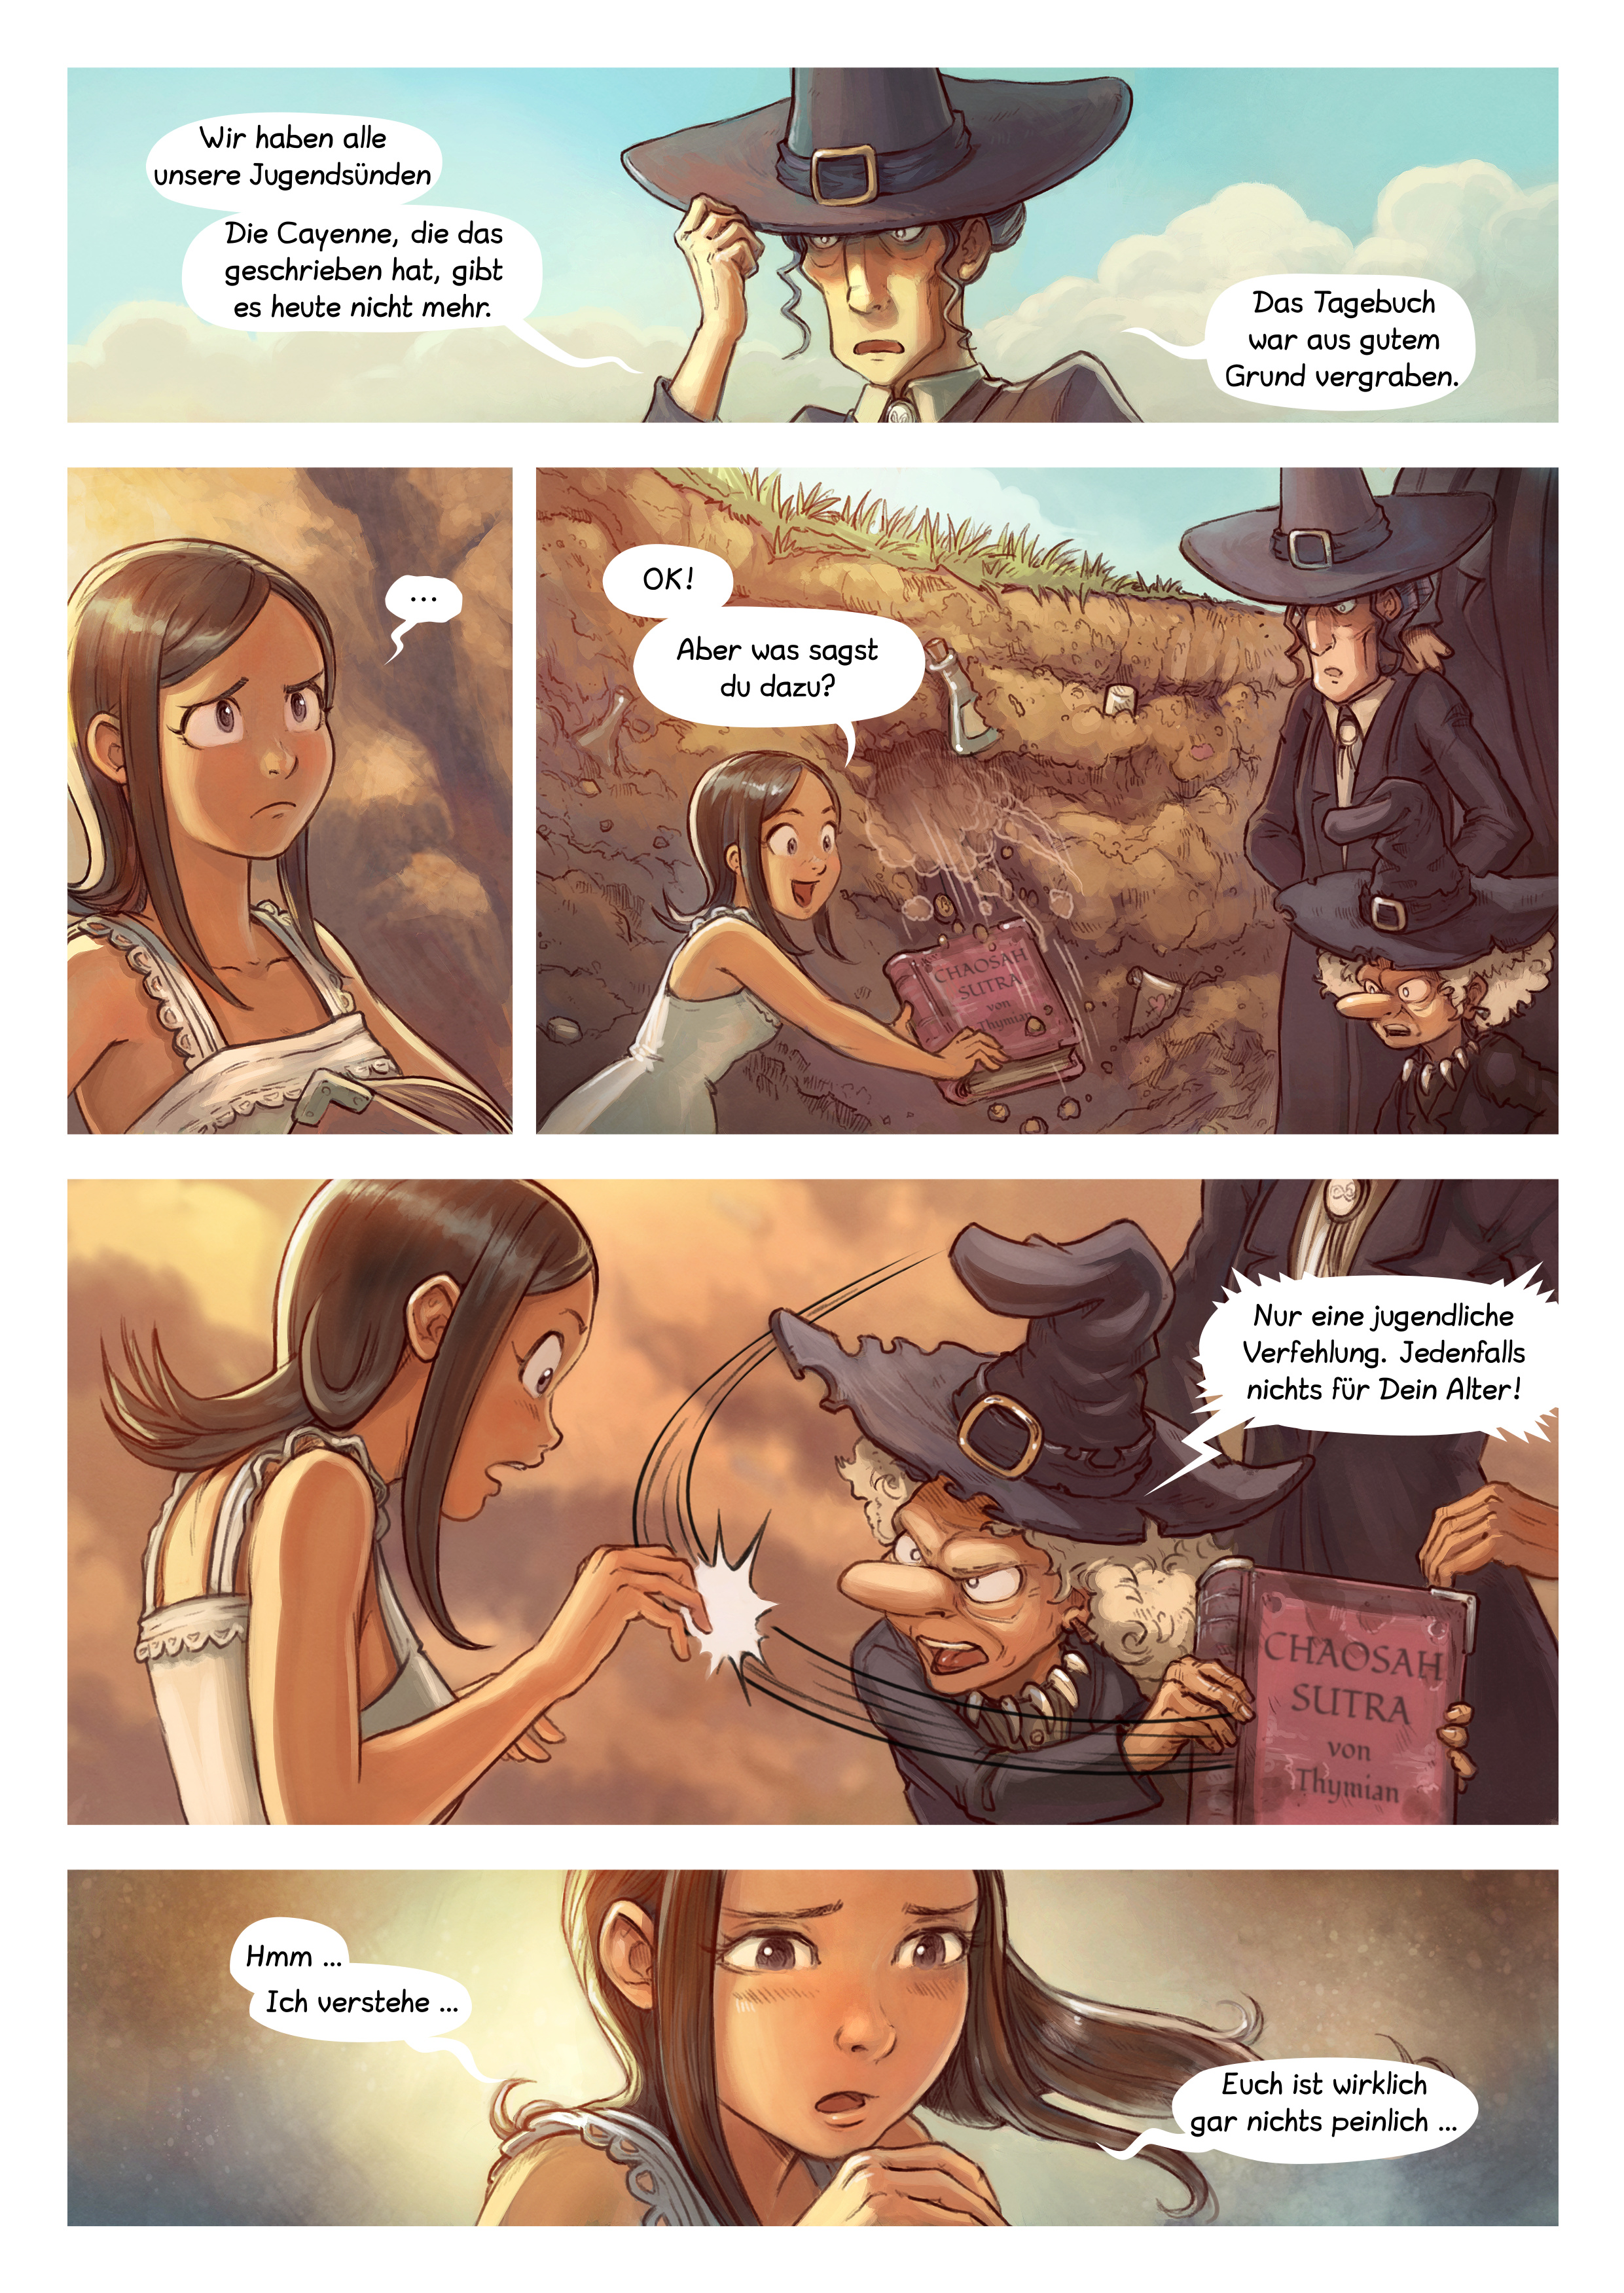 Wir haben alle
unsere Jugendsünden
Die Cayenne, die das
geschrieben hat, gibt
es heute nicht mehr.
Das Tagebuch
war aus gutem
Grund vergraben.
...
OK!
Aber was sagst
du dazu?
CHAOSAH
SUTRA
von
Thymian
Nur eine jugendliche
Verfehlung. Jedenfalls
nichts für Dein Alter!
CHAOSAH
SUTRA
von
Thymian
Hmm ...
Ich verstehe ...
Euch ist wirklich
gar nichts peinlich ...